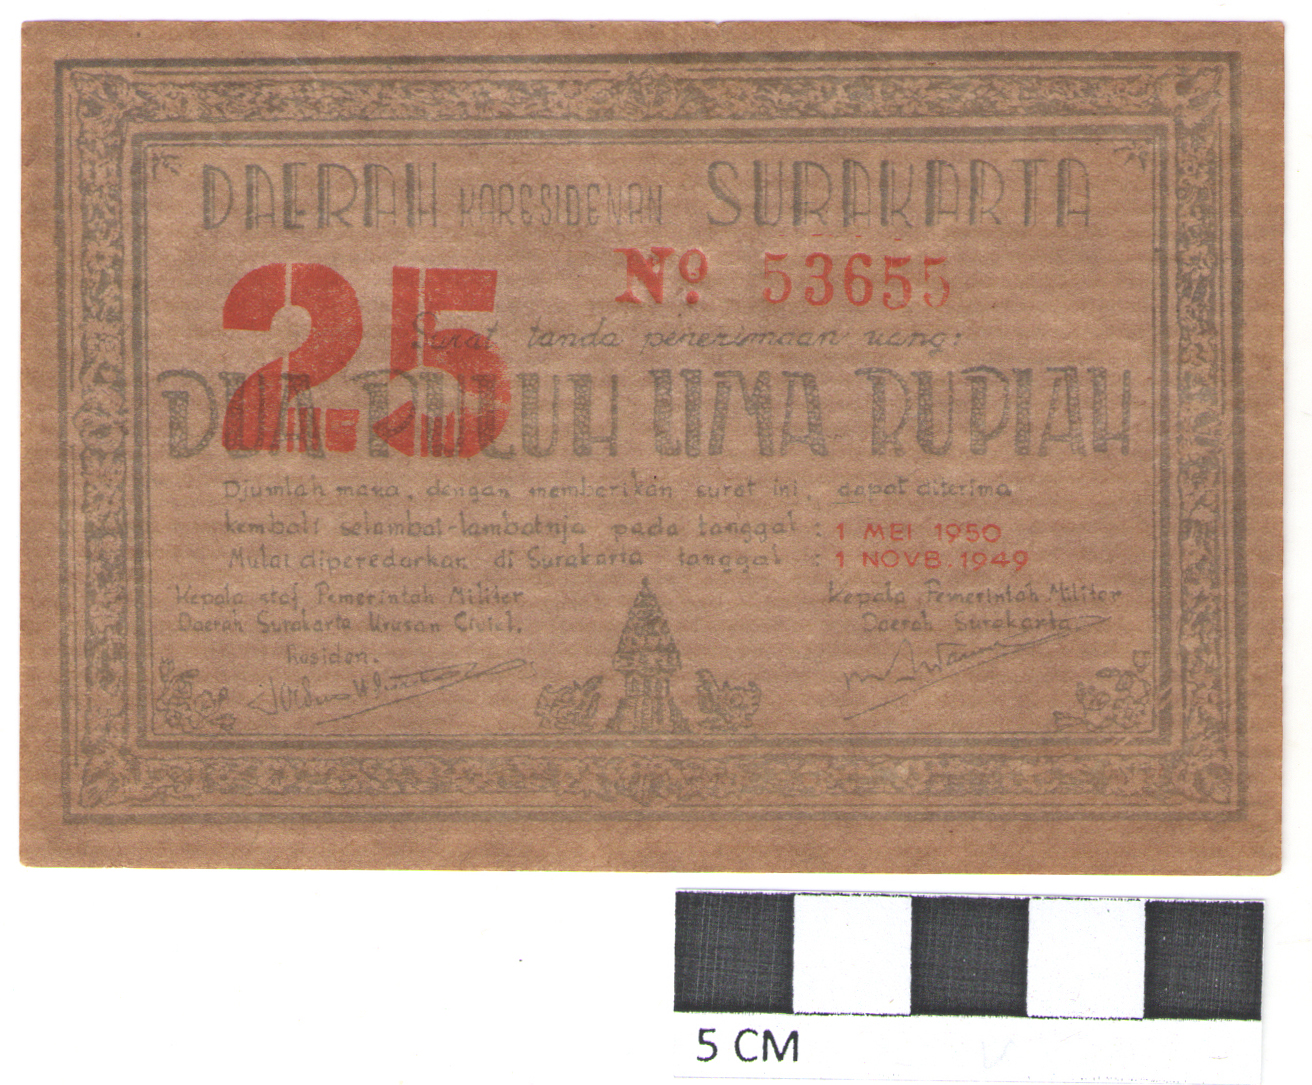 DAERAH KARESIDENAN SURAKARTA
25
No. 53655
Surat tanda penerimaan uang:
DUA PULUH LIMA RUPIAH
Djumlah mana, dengan memberikan surat ini, dapat diterima
kembali selambat-lambatnja pada tanggal : 1 MEI 1950
Mulai diperedarkan di Surakarta tanggal : 1 NOVB. 1949
Kepala staf Pemerintah Militer
Daerah Surakarta Urusan Civiel.
Residen.
Kepala Pemerintah Militer
Daerah Surakarta
5 CM